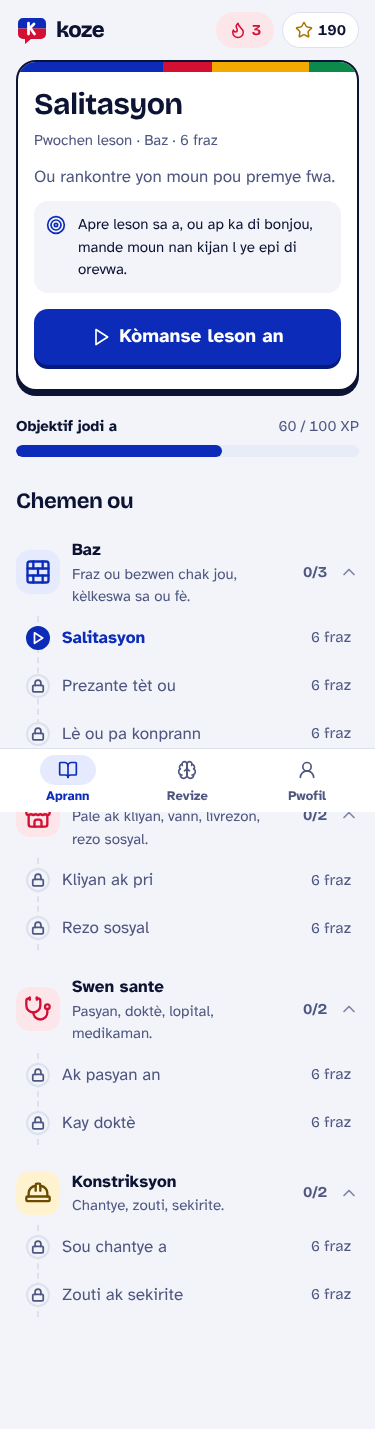 koze
3
190
Salitasyon
Pwochen leson · Baz · 6 fraz
Ou rankontre yon moun pou premye fwa.
Apre leson sa a, ou ap ka di bonjou,
mande moun nan kijan l ye epi di
orevwa.
Kòmanse leson an
Objektif jodi a
60 / 100 XP
Chemen ou
Baz
Fraz ou bezwen chak jou,
kèlkeswa sa ou fè.
0/3
Salitasyon
6 fraz
Prezante tèt ou
6 fraz
Lè ou pa konprann
6 fraz
Aprann
Revize
Pwofil
Pale ak kliyan, vann, livrezon,
rezo sosyal.
0/2
Kliyan ak pri
6 fraz
Rezo sosyal
6 fraz
Swen sante
Pasyan, doktè, lopital,
medikaman.
0/2
Ak pasyan an
6 fraz
Kay doktè
6 fraz
Konstriksyon
Chantye, zouti, sekirite.
0/2
Sou chantye a
6 fraz
Zouti ak sekirite
6 fraz